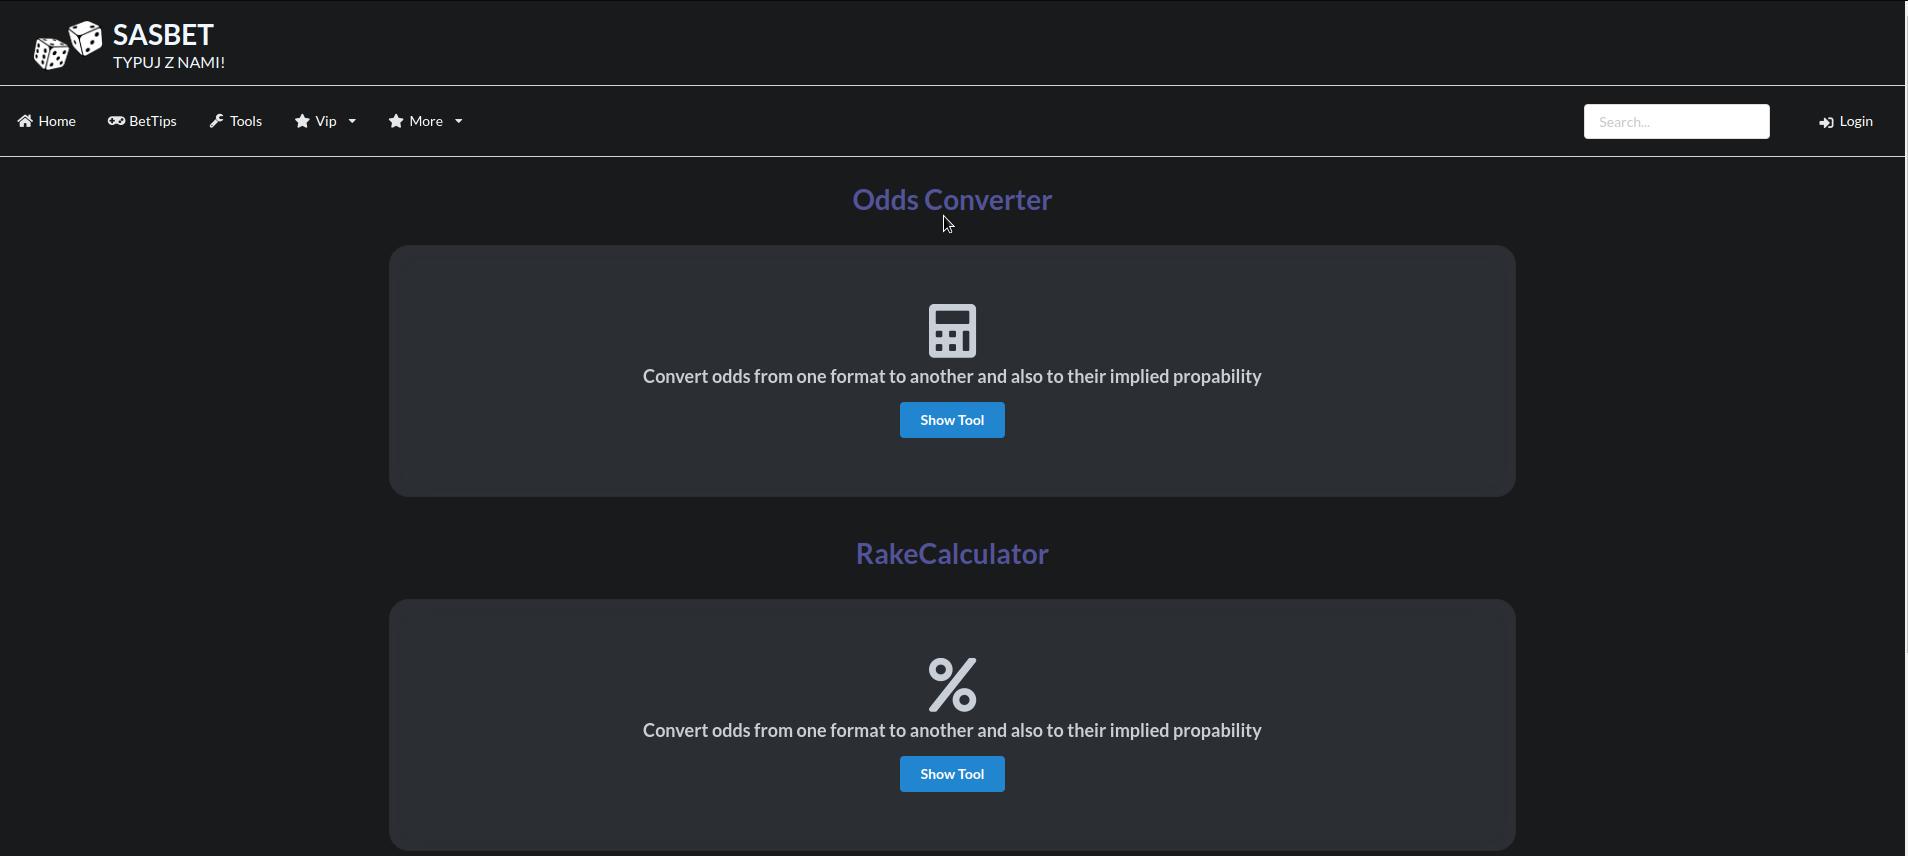 SASBET
TYPUJ Z NAMI!
Home BetTips Tools Vip More Search... Login
Odds Converter
Convert odds from one format to another and also to their implied propability
Show Tool
RakeCalculator
Convert odds from one format to another and also to their implied propability
Show Tool